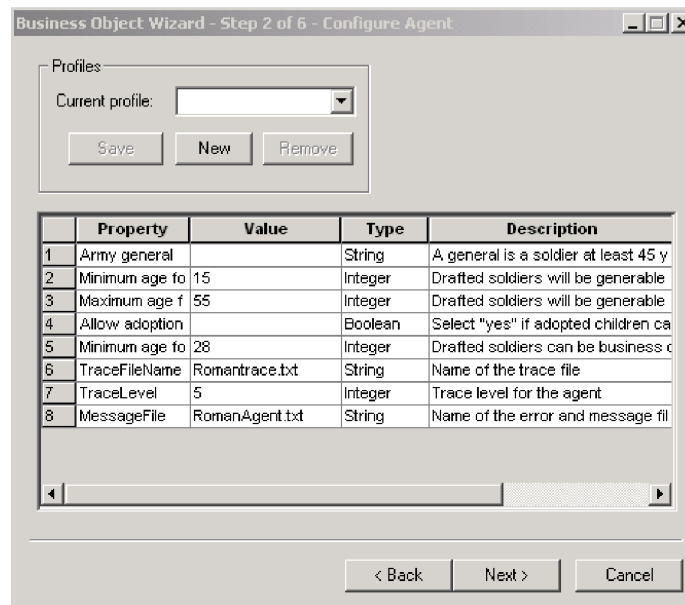 Business Object Wizard - Step 2 of 6 - Configure Agent
Profiles
Current profile:
Save New Remove
Property Value Type Description
1 Army general String A general is a soldier at least 45 y
2 Minimum age fo 15 Integer Drafted soldiers will be generable
3 Maximum age f 55 Integer Drafted soldiers will be generable
4 Allow adoption Boolean Select "yes" if adopted children ca
5 Minimum age fo 28 Integer Drafted soldiers can be business o
6 TraceFileName Romantrace.txt String Name of the trace file
7 TraceLevel 5 Integer Trace level for the agent
8 MessageFile RomanAgent.txt String Name of the error and message fil
< Back Next > Cancel